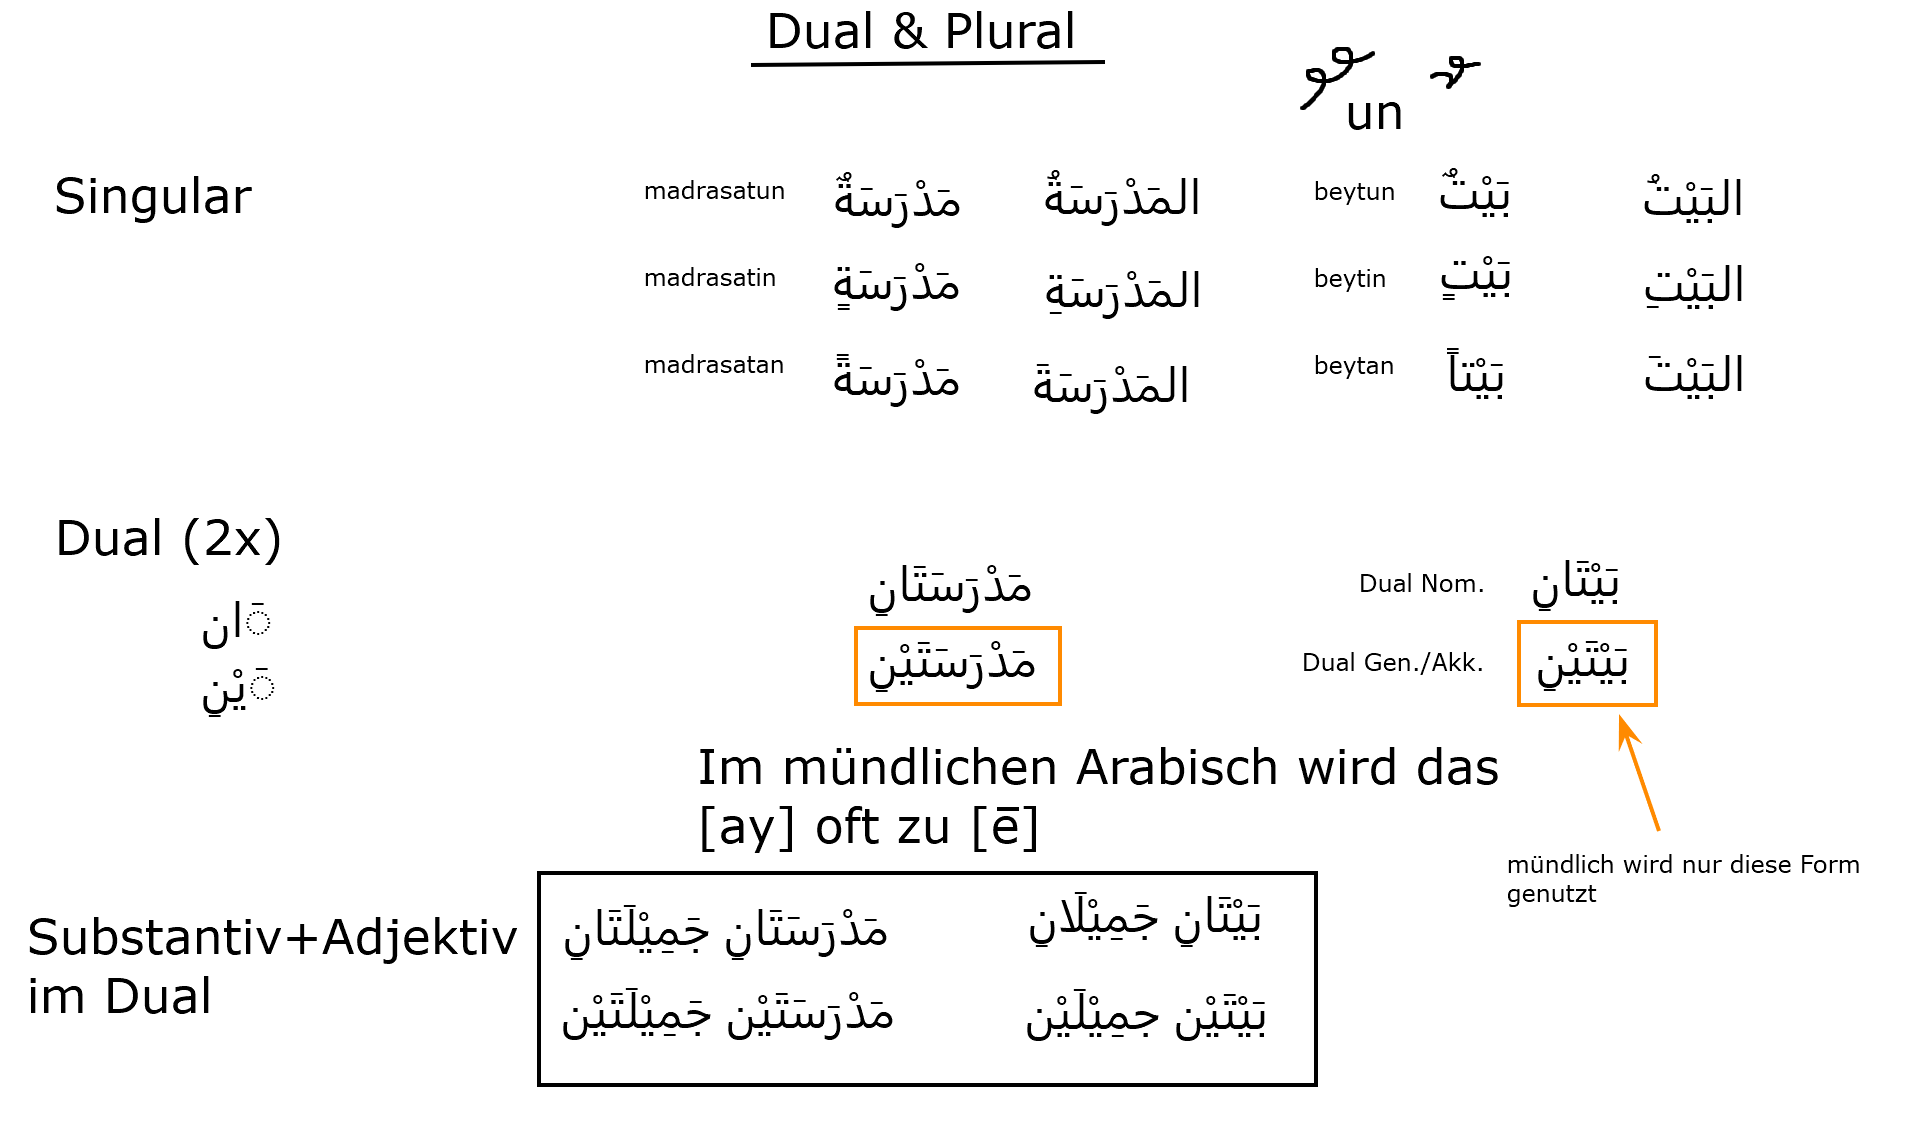 Dual & Plural
un
Singular
madrasatun مَدْرَسَةٌ المَدْرَسَةُ beytun بَيْتٌ البَيْتُ
madrasatin مَدْرَسَةٍ المَدْرَسَةِ beytin بَيْتٍ البَيْتِ
madrasatan مَدْرَسَةً المَدْرَسَةَ beytan بَيْتاً البَيْتَ
Dual (2x)
◌َان
◌َيْنِ
مَدْرَسَتَانِ Dual Nom. بَيْتَانِ
مَدْرَسَتَيْنِ Dual Gen./Akk. بَيْتَيْنِ
Im mündlichen Arabisch wird das
[ay] oft zu [ē]
mündlich wird nur diese Form
genutzt
Substantiv+Adjektiv
im Dual
مَدْرَسَتَانِ جَمِيْلَتَانِ بَيْتَانِ جَمِيْلَانِ
مَدْرَسَتَيْن جَمِيْلَتَيْن بَيْتَيْن جمِيْلَيْن